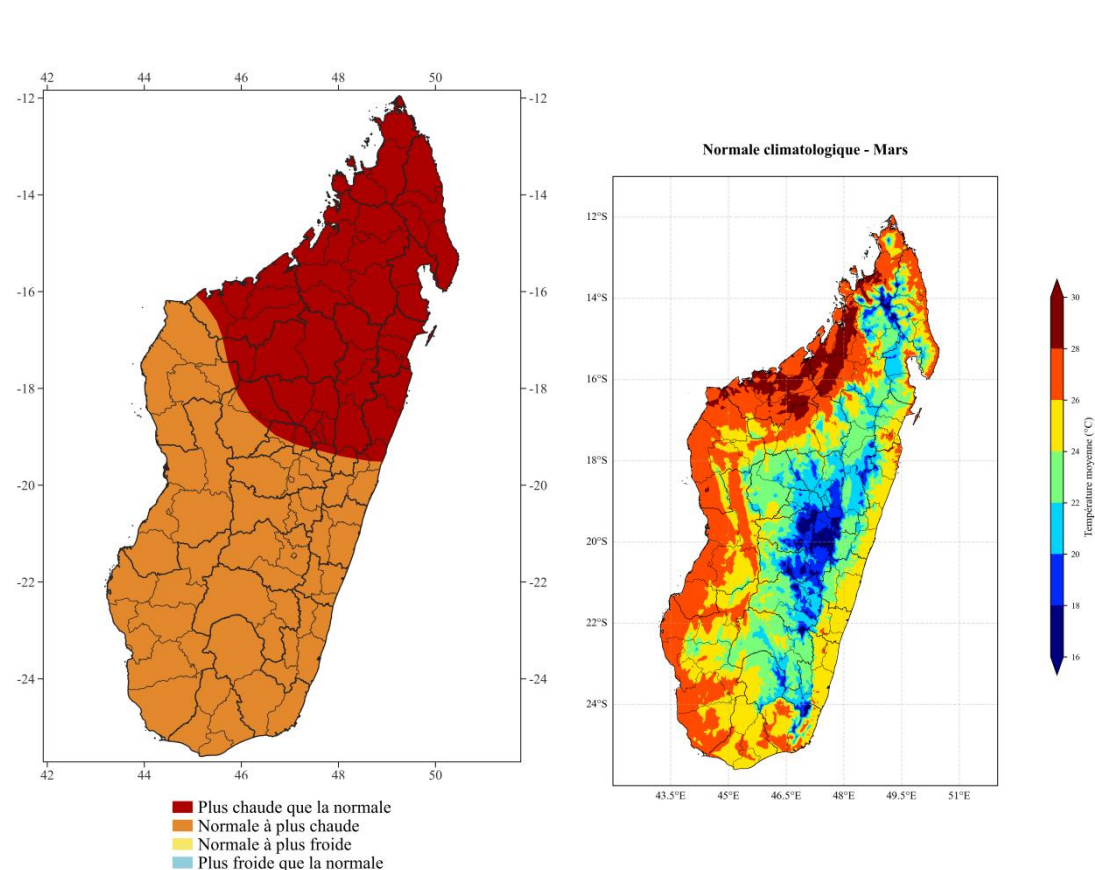 42 44 46 48 50
-12 -12
-14 -14
-16 -16
-18 -18
-20 -20
-22 -22
-24 -24
42 44 46 48 50
Plus chaude que la normale
Normale à plus chaude
Normale à plus froide
Plus froide que la normale
Normale climatologique - Mars
12°S
14°S
16°S
18°S
20°S
22°S
24°S
43.5°E 45°E 46.5°E 48°E 49.5°E 51°E
30
28
26
24
22
20
18
16
Température moyenne (°C)